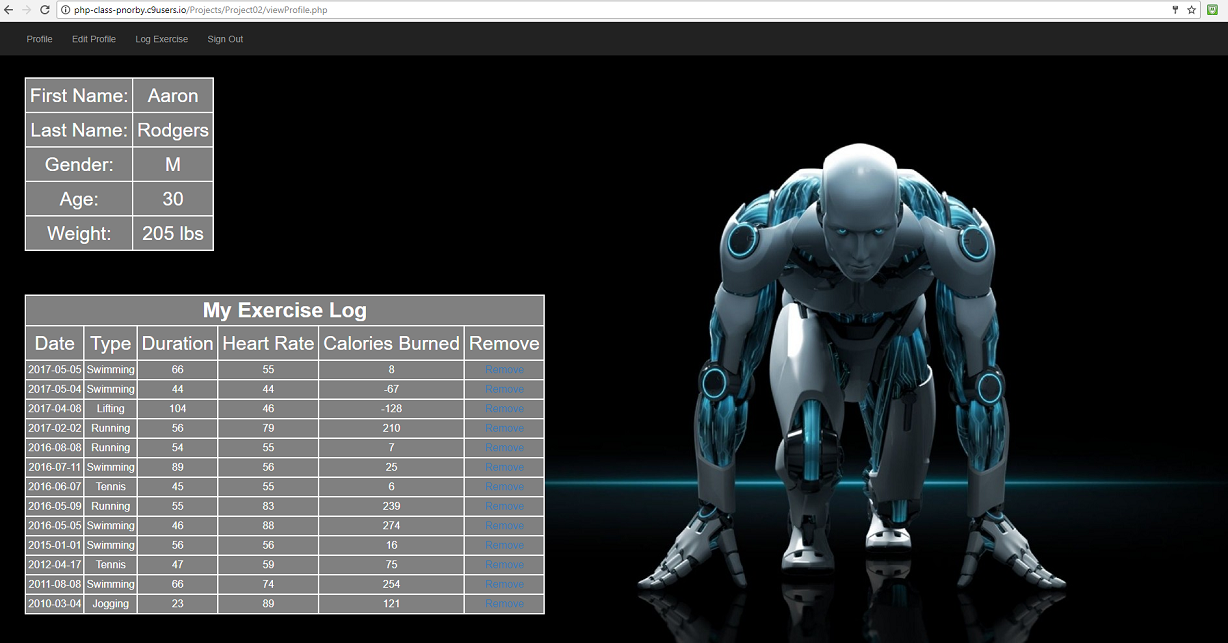 php-class-pnorby.c9users.io/Projects/Project02/viewProfile.php
Profile Edit Profile Log Exercise Sign Out
First Name: Aaron
Last Name: Rodgers
Gender: M
Age: 30
Weight: 205 lbs
My Exercise Log
Date Type Duration Heart Rate Calories Burned Remove
2017-05-05 Swimming 66 55 8 Remove
2017-05-04 Swimming 44 44 -67 Remove
2017-04-08 Lifting 104 46 -128 Remove
2017-02-02 Running 56 79 210 Remove
2016-08-08 Running 54 55 7 Remove
2016-07-11 Swimming 89 56 25 Remove
2016-06-07 Tennis 45 55 6 Remove
2016-05-09 Running 55 83 239 Remove
2016-05-05 Swimming 46 88 274 Remove
2015-01-01 Swimming 56 56 16 Remove
2012-04-17 Tennis 47 59 75 Remove
2011-08-08 Swimming 66 74 254 Remove
2010-03-04 Jogging 23 89 121 Remove